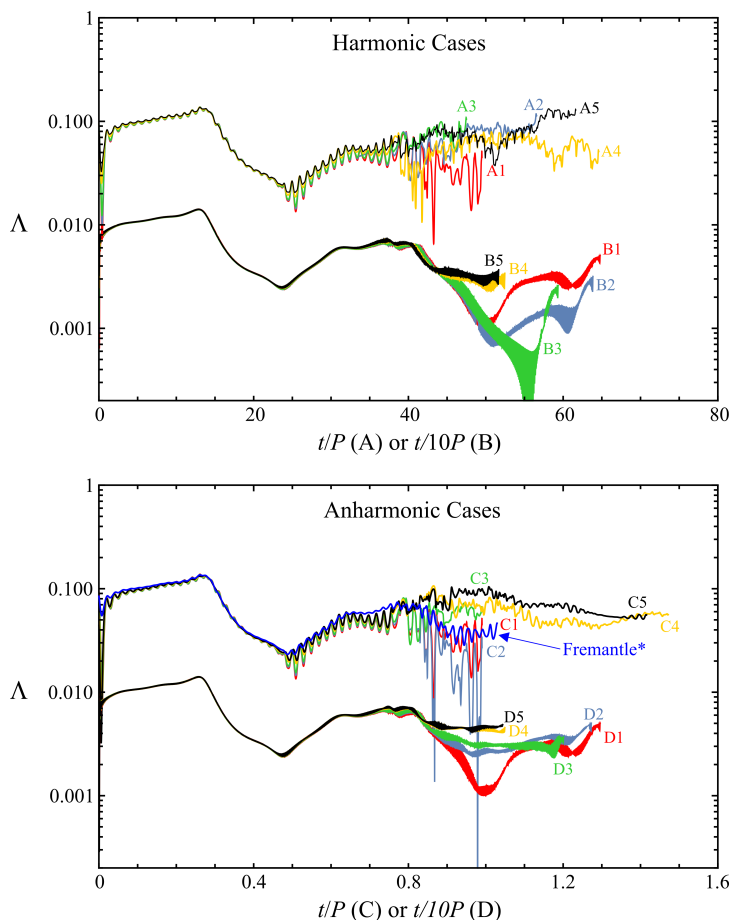 1
Harmonic Cases
A3
A2
A5
0.100
A4
A1
Λ
0.010
B5
B4
B1
B2
0.001
B3
0
20
40
60
80
t/P (A) or t/10P (B)
1
Anharmonic Cases
0.100
C3
C5
C1
C4
C2
Fremantle*
Λ
0.010
D5
D4
D2
D1
D3
0.001
0
0.4
0.8
1.2
1.6
t/P (C) or t/10P (D)